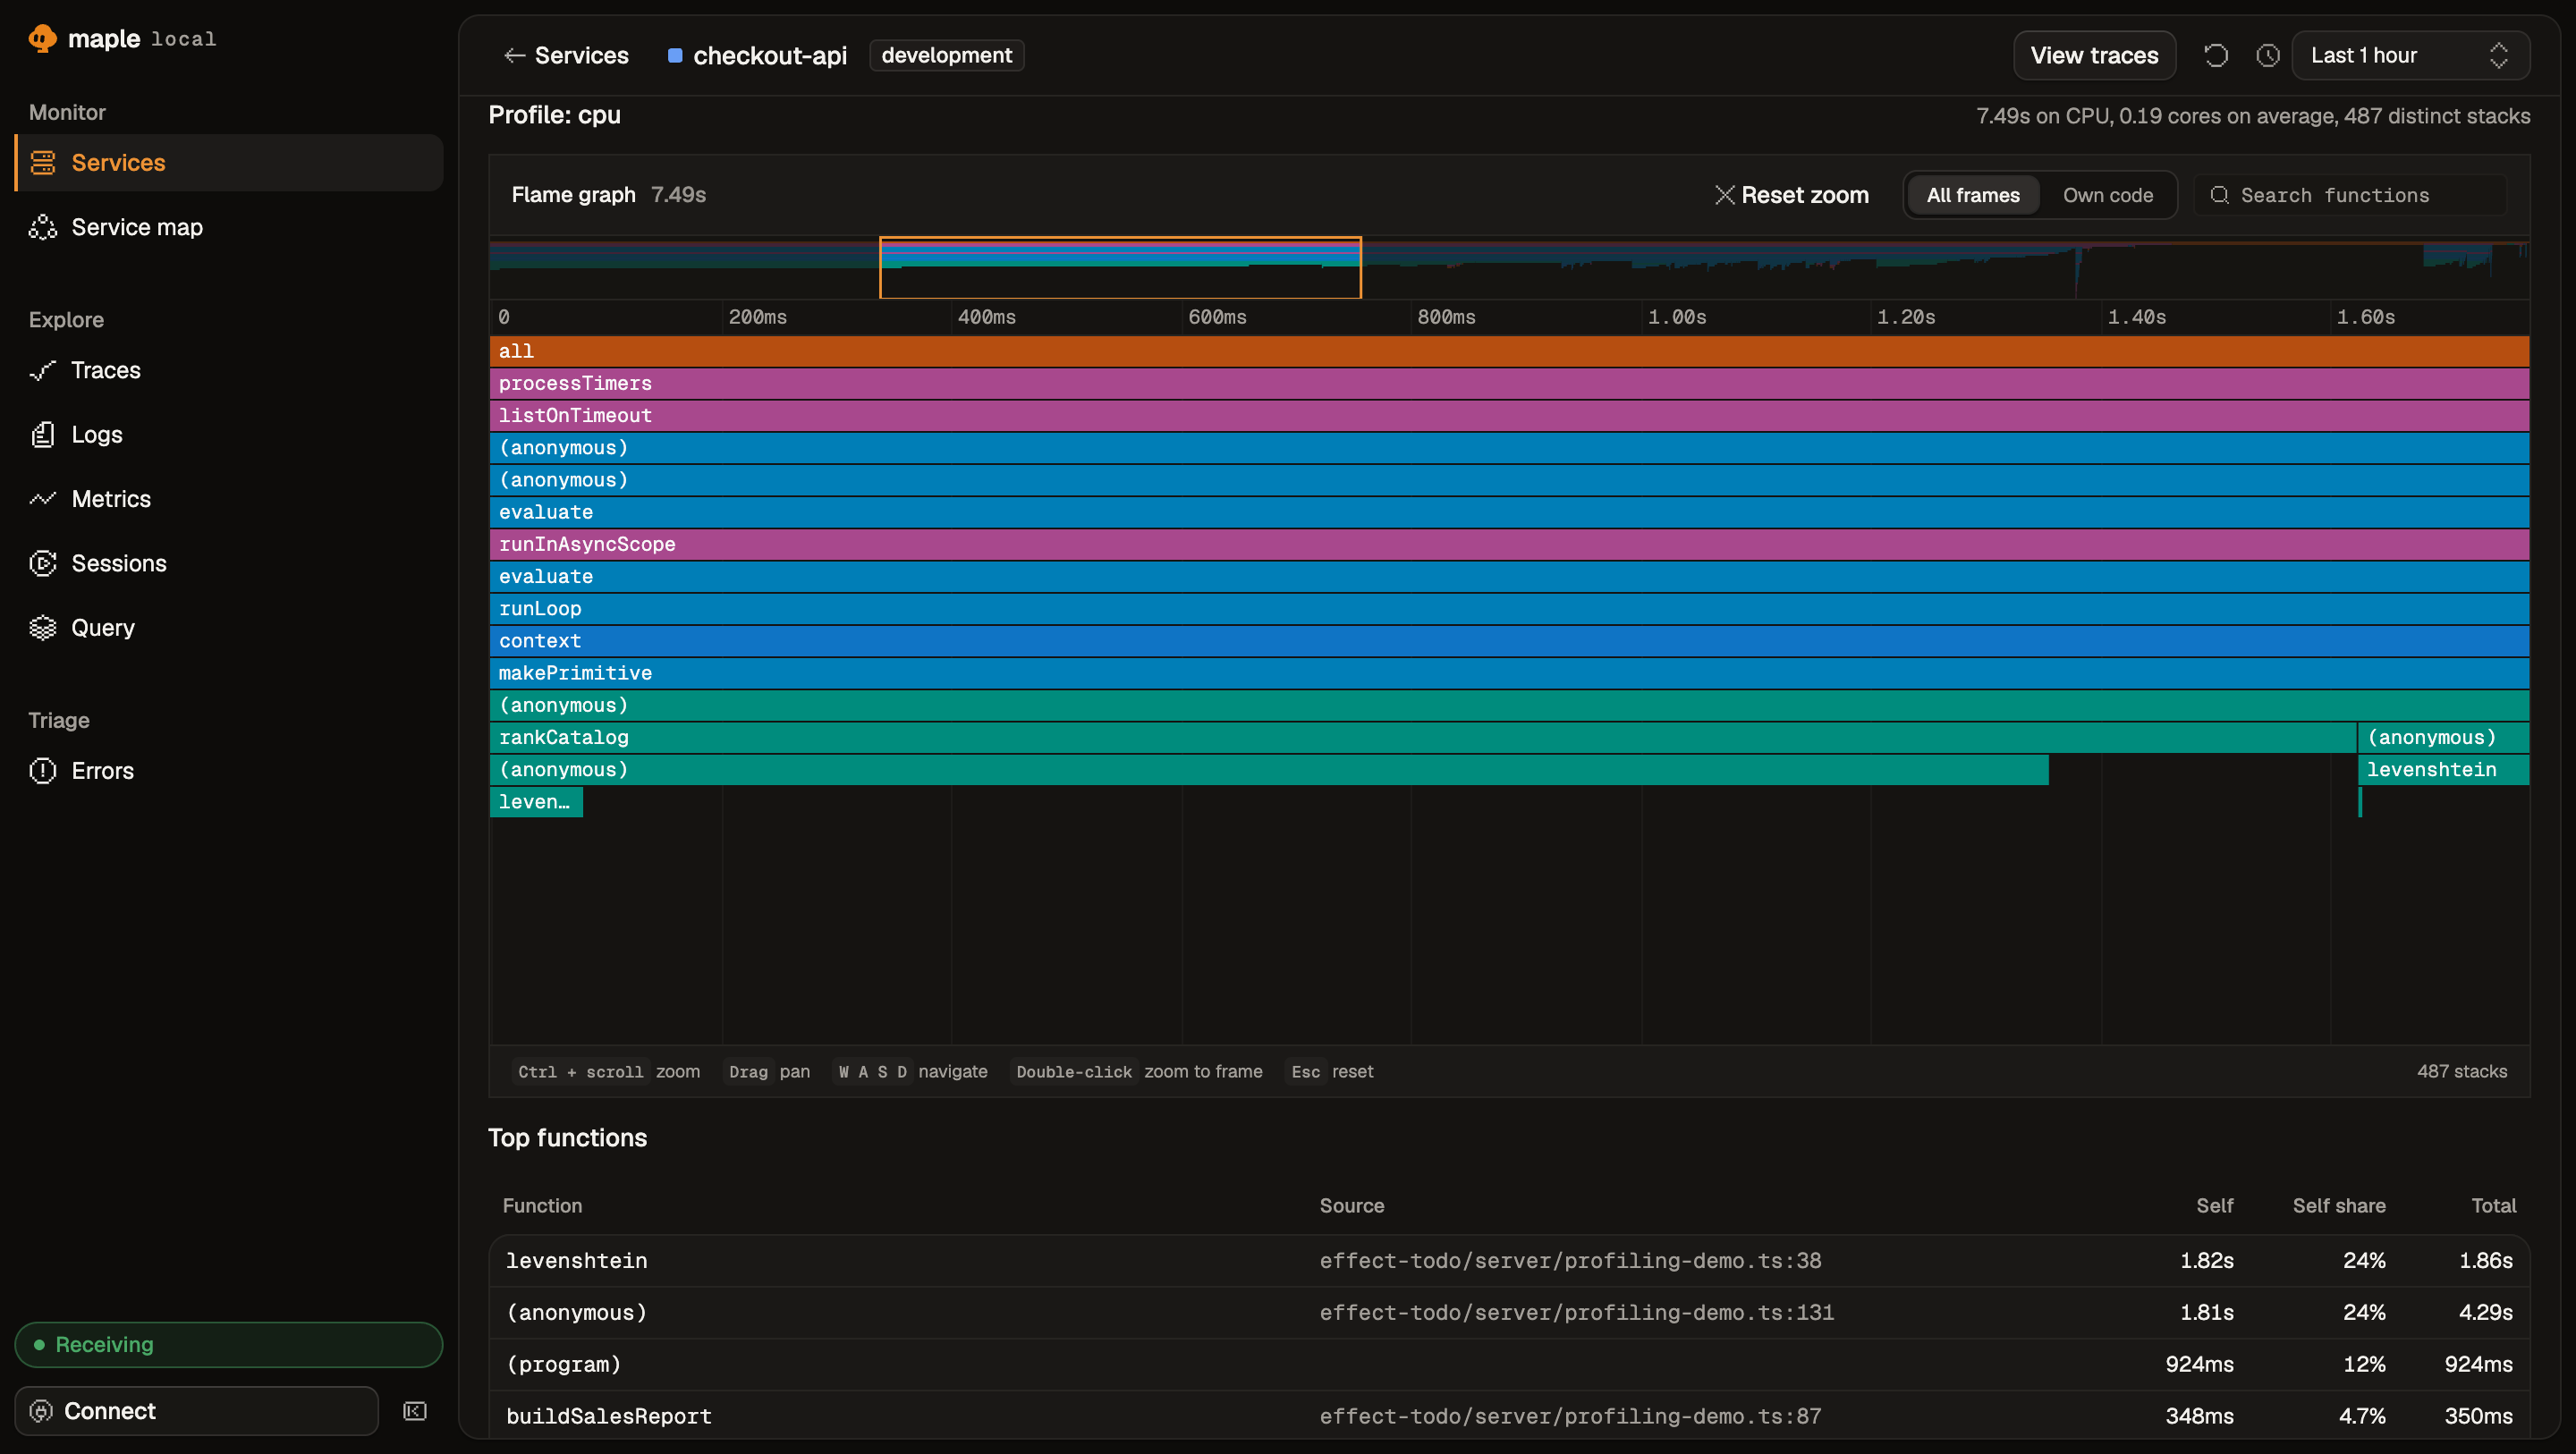 maple local
Monitor
Services
Service map
Explore
Traces
Logs
Metrics
Sessions
Query
Triage
Errors
Receiving
Connect
← Services checkout-api development View traces Last 1 hour
Profile: cpu 7.49s on CPU, 0.19 cores on average, 487 distinct stacks
Flame graph 7.49s Reset zoom All frames Own code Search functions
0 200ms 400ms 600ms 800ms 1.00s 1.20s 1.40s 1.60s
all
processTimers
listOnTimeout
(anonymous)
(anonymous)
evaluate
runInAsyncScope
evaluate
runLoop
context
makePrimitive
(anonymous)
rankCatalog (anonymous)
(anonymous) levenshtein
leven…
Ctrl + scroll zoom Drag pan W A S D navigate Double-click zoom to frame Esc reset 487 stacks
Top functions
Function Source Self Self share Total
levenshtein effect-todo/server/profiling-demo.ts:38 1.82s 24% 1.86s
(anonymous) effect-todo/server/profiling-demo.ts:131 1.81s 24% 4.29s
(program) 924ms 12% 924ms
buildSalesReport effect-todo/server/profiling-demo.ts:87 348ms 4.7% 350ms